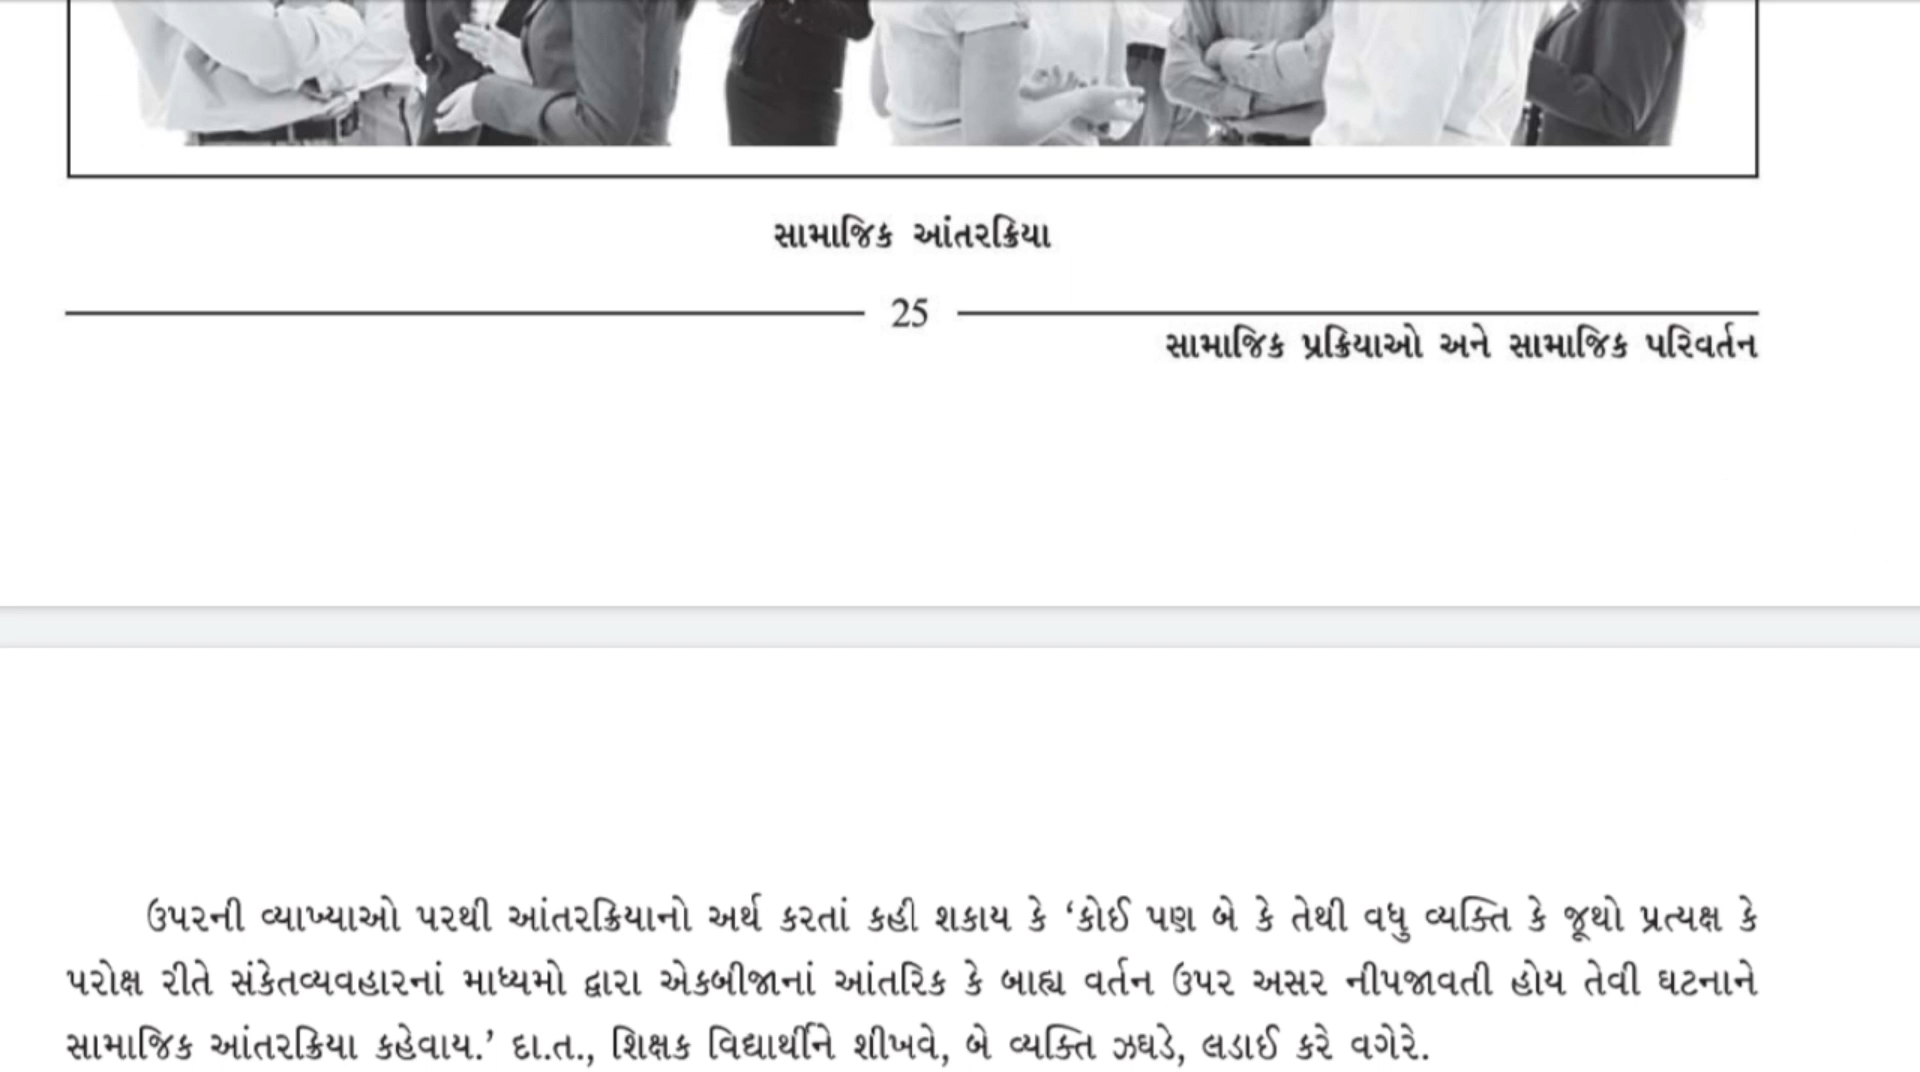 સામાજિક આંતરક્રિયા
25
સામાજિક પ્રક્રિયાઓ અને સામાજિક પરિવર્તન
ઉપરની વ્યાખ્યાઓ પરથી આંતરક્રિયાનો અર્થ કરતાં કહી શકાય કે ‘કોઈ પણ બે કે તેથી વધુ વ્યક્તિ કે જૂથો પ્રત્યક્ષ કે
પરોક્ષ રીતે સંકેતવ્યવહારનાં માધ્યમો દ્વારા એકબીજાનાં આંતરિક કે બાહ્ય વર્તન ઉપર અસર નીપજાવતી હોય તેવી ઘટનાને
સામાજિક આંતરક્રિયા કહેવાય.’ દા.ત., શિક્ષક વિદ્યાર્થીને શીખવે, બે વ્યક્તિ ઝઘડે, લડાઈ કરે વગેરે.